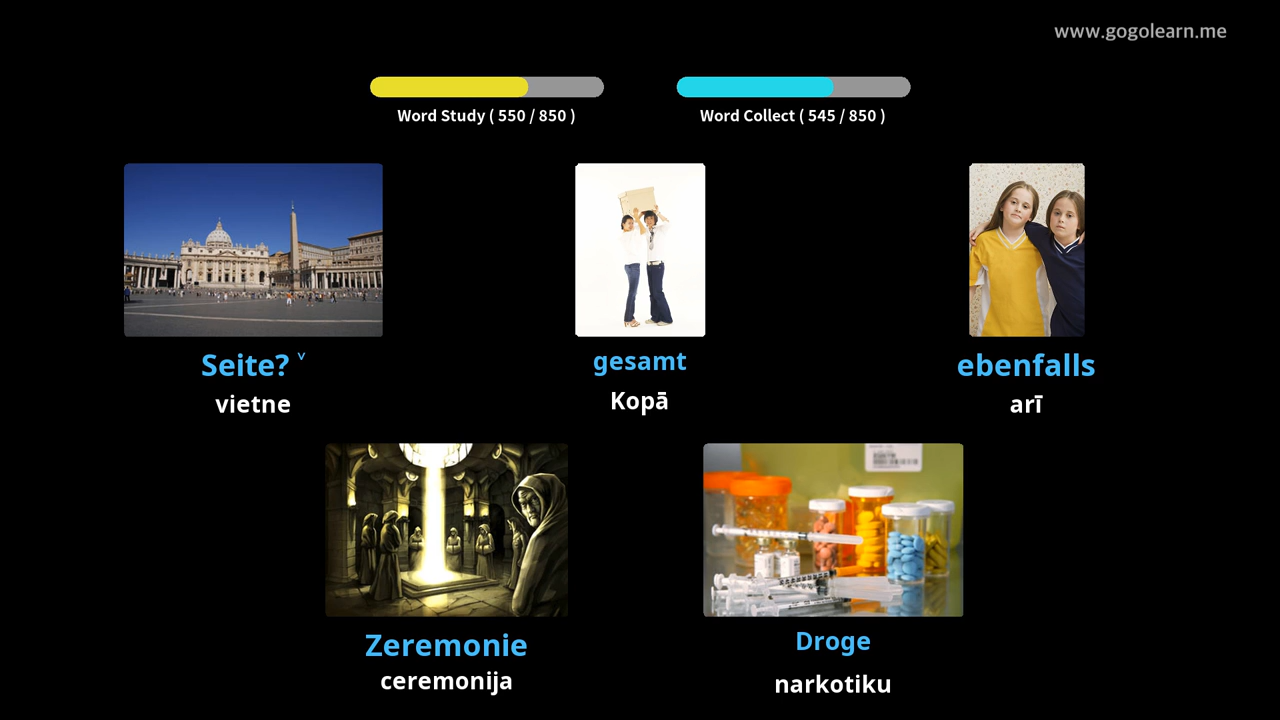 www.gogolearn.me
Word Study ( 550 / 850 )
Word Collect ( 545 / 850 )
Seite? ˅
vietne
gesamt
Kopā
ebenfalls
arī
Zeremonie
ceremonija
Droge
narkotiku